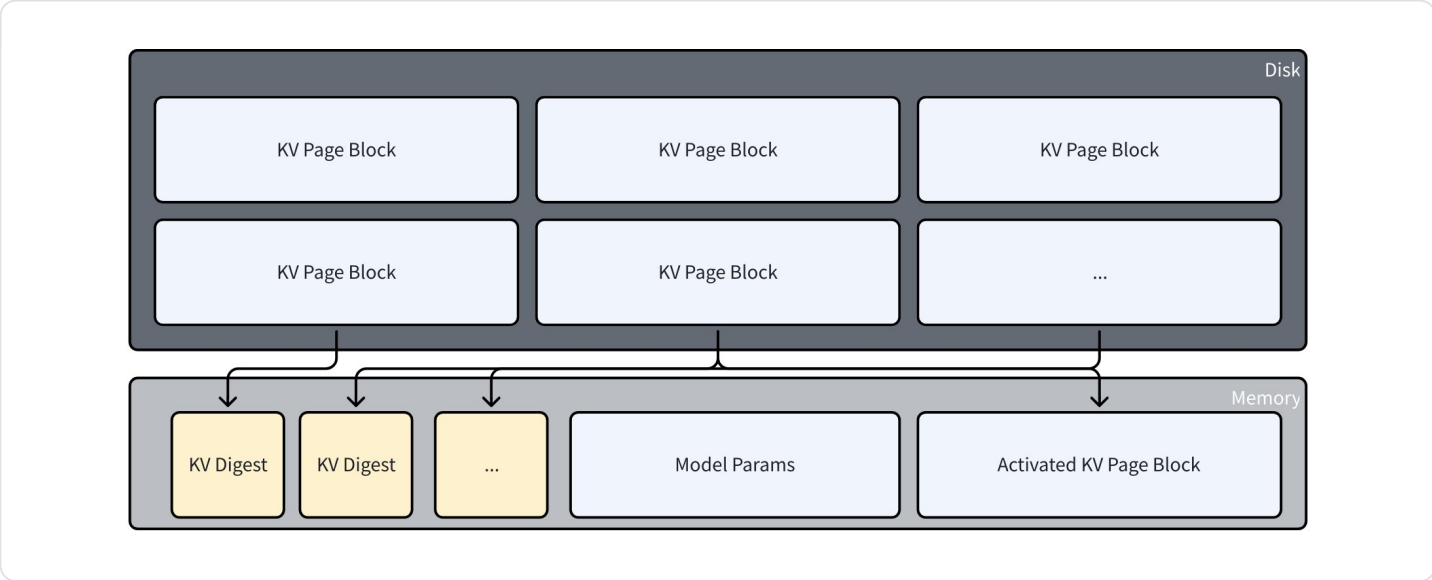 Disk
KV Page Block
KV Page Block
KV Page Block
KV Page Block
KV Page Block
...
Memory
KV Digest
KV Digest
...
Model Params
Activated KV Page Block